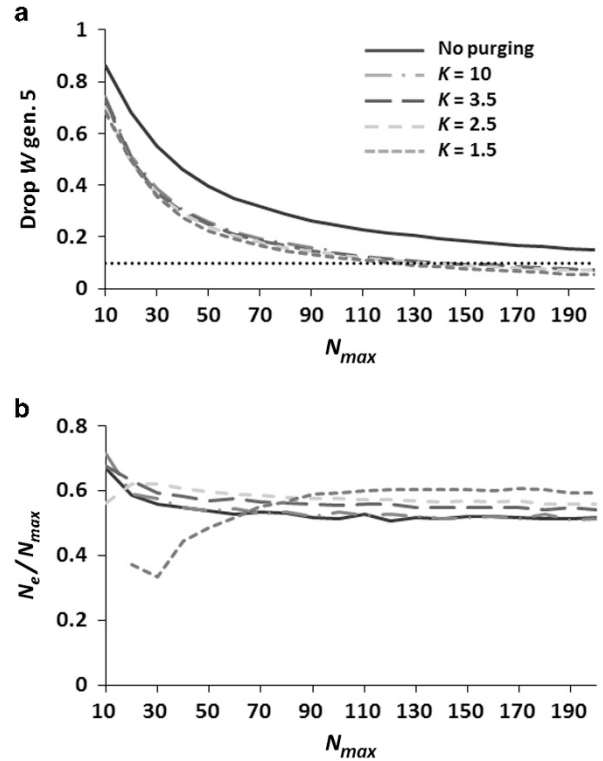 a
1
0.8
0.6
0.4
0.2
0
Drop W gen. 5
No purging
K = 10
K = 3.5
K = 2.5
K = 1.5
10 30 50 70 90 110 130 150 170 190
Nmax
b
0.8
0.6
0.4
0.2
0
Ne / Nmax
10 30 50 70 90 110 130 150 170 190
Nmax